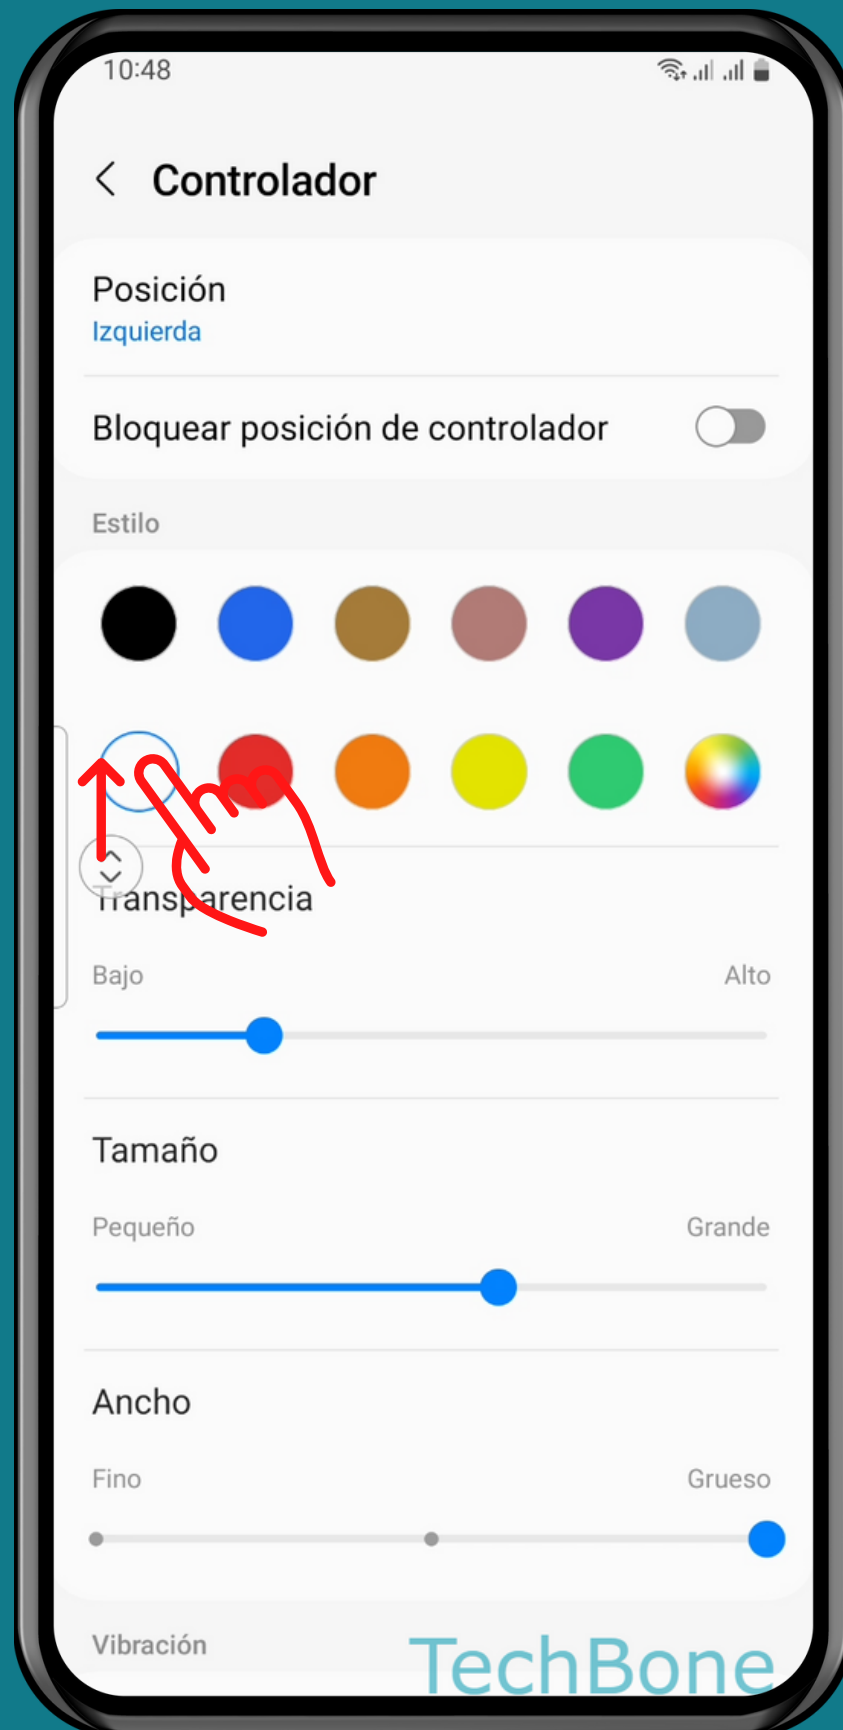 10:48
Controlador
Posición
Izquierda
Bloquear posición de controlador
Estilo
Transparencia
Bajo
Alto
Tamaño
Pequeño
Grande
Ancho
Fino
Grueso
Vibración
TechBone